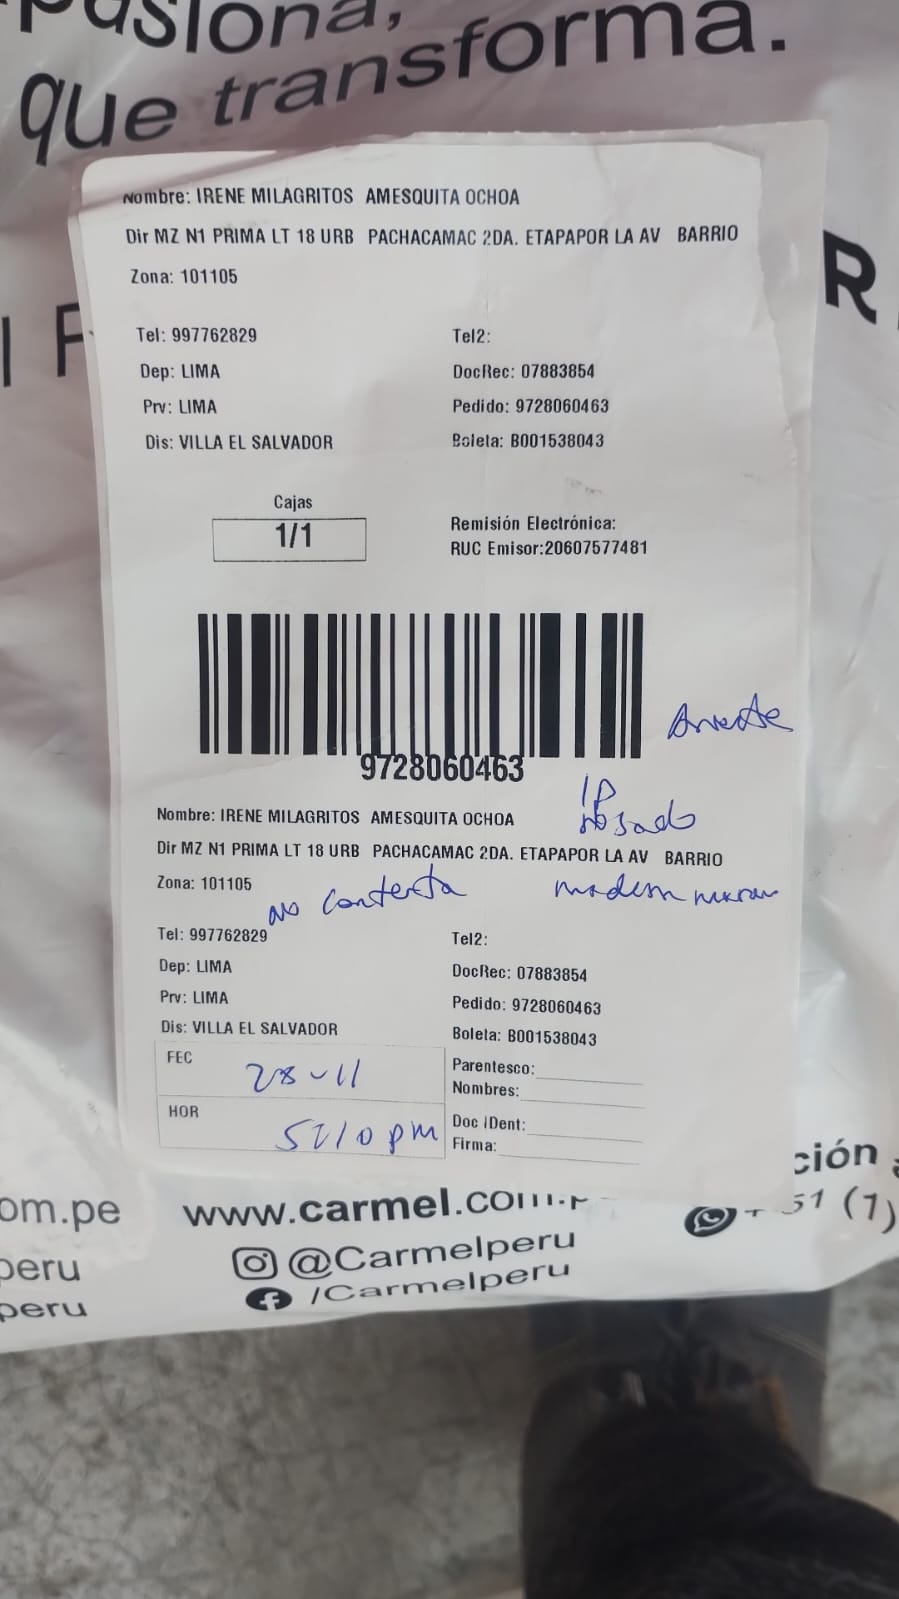 pasiona,
que transforma.
Nombre: IRENE MILAGRITOS AMESQUITA OCHOA
Dir MZ N1 PRIMA LT 18 URB PACHACAMAC 2DA. ETAPAPOR LA AV BARRIO
Zona: 101105
Tel: 997762829
Tel2:
Dep: LIMA
DocRec: 07883854
Prv: LIMA
Pedido: 9728060463
Dis: VILLA EL SALVADOR
Boleta: B001538043
Cajas
1/1
Remisión Electrónica:
RUC Emisor:20607577481
9728060463
1P
rosado
Nombre: IRENE MILAGRITOS AMESQUITA OCHOA
Dir MZ N1 PRIMA LT 18 URB PACHACAMAC 2DA. ETAPAPOR LA AV BARRIO
Zona: 101105
no contesta
Tel: 997762829
Tel2:
Dep: LIMA
DocRec: 07883854
Prv: LIMA
Pedido: 9728060463
Dis: VILLA EL SALVADOR
Boleta: B001538043
FEC
28-11
Parentesco:
Nombres:
HOR
5:10 pm
Doc IDent:
Firma:
ción
om.pe
www.carmel.com.p
+51 (1)
peru
@Carmelperu
peru
/Carmelperu